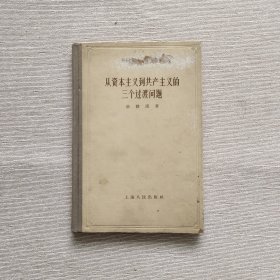 从资本主义到共产主义的
三个过渡问题
著
上海人民出版社